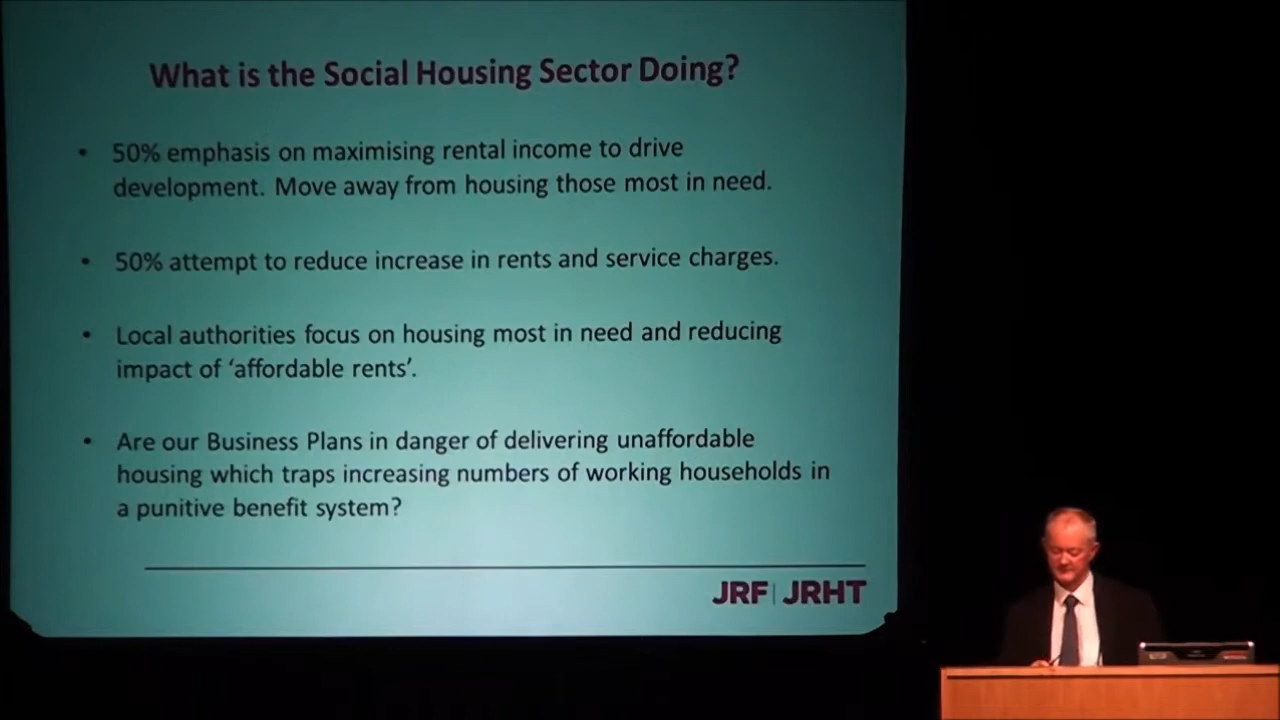 What is the Social Housing Sector Doing?
• 50% emphasis on maximising rental income to drive
development. Move away from housing those most in need.
• 50% attempt to reduce increase in rents and service charges.
• Local authorities focus on housing most in need and reducing
impact of ‘affordable rents’.
• Are our Business Plans in danger of delivering unaffordable
housing which traps increasing numbers of working households in
a punitive benefit system?
JRF | JRHT